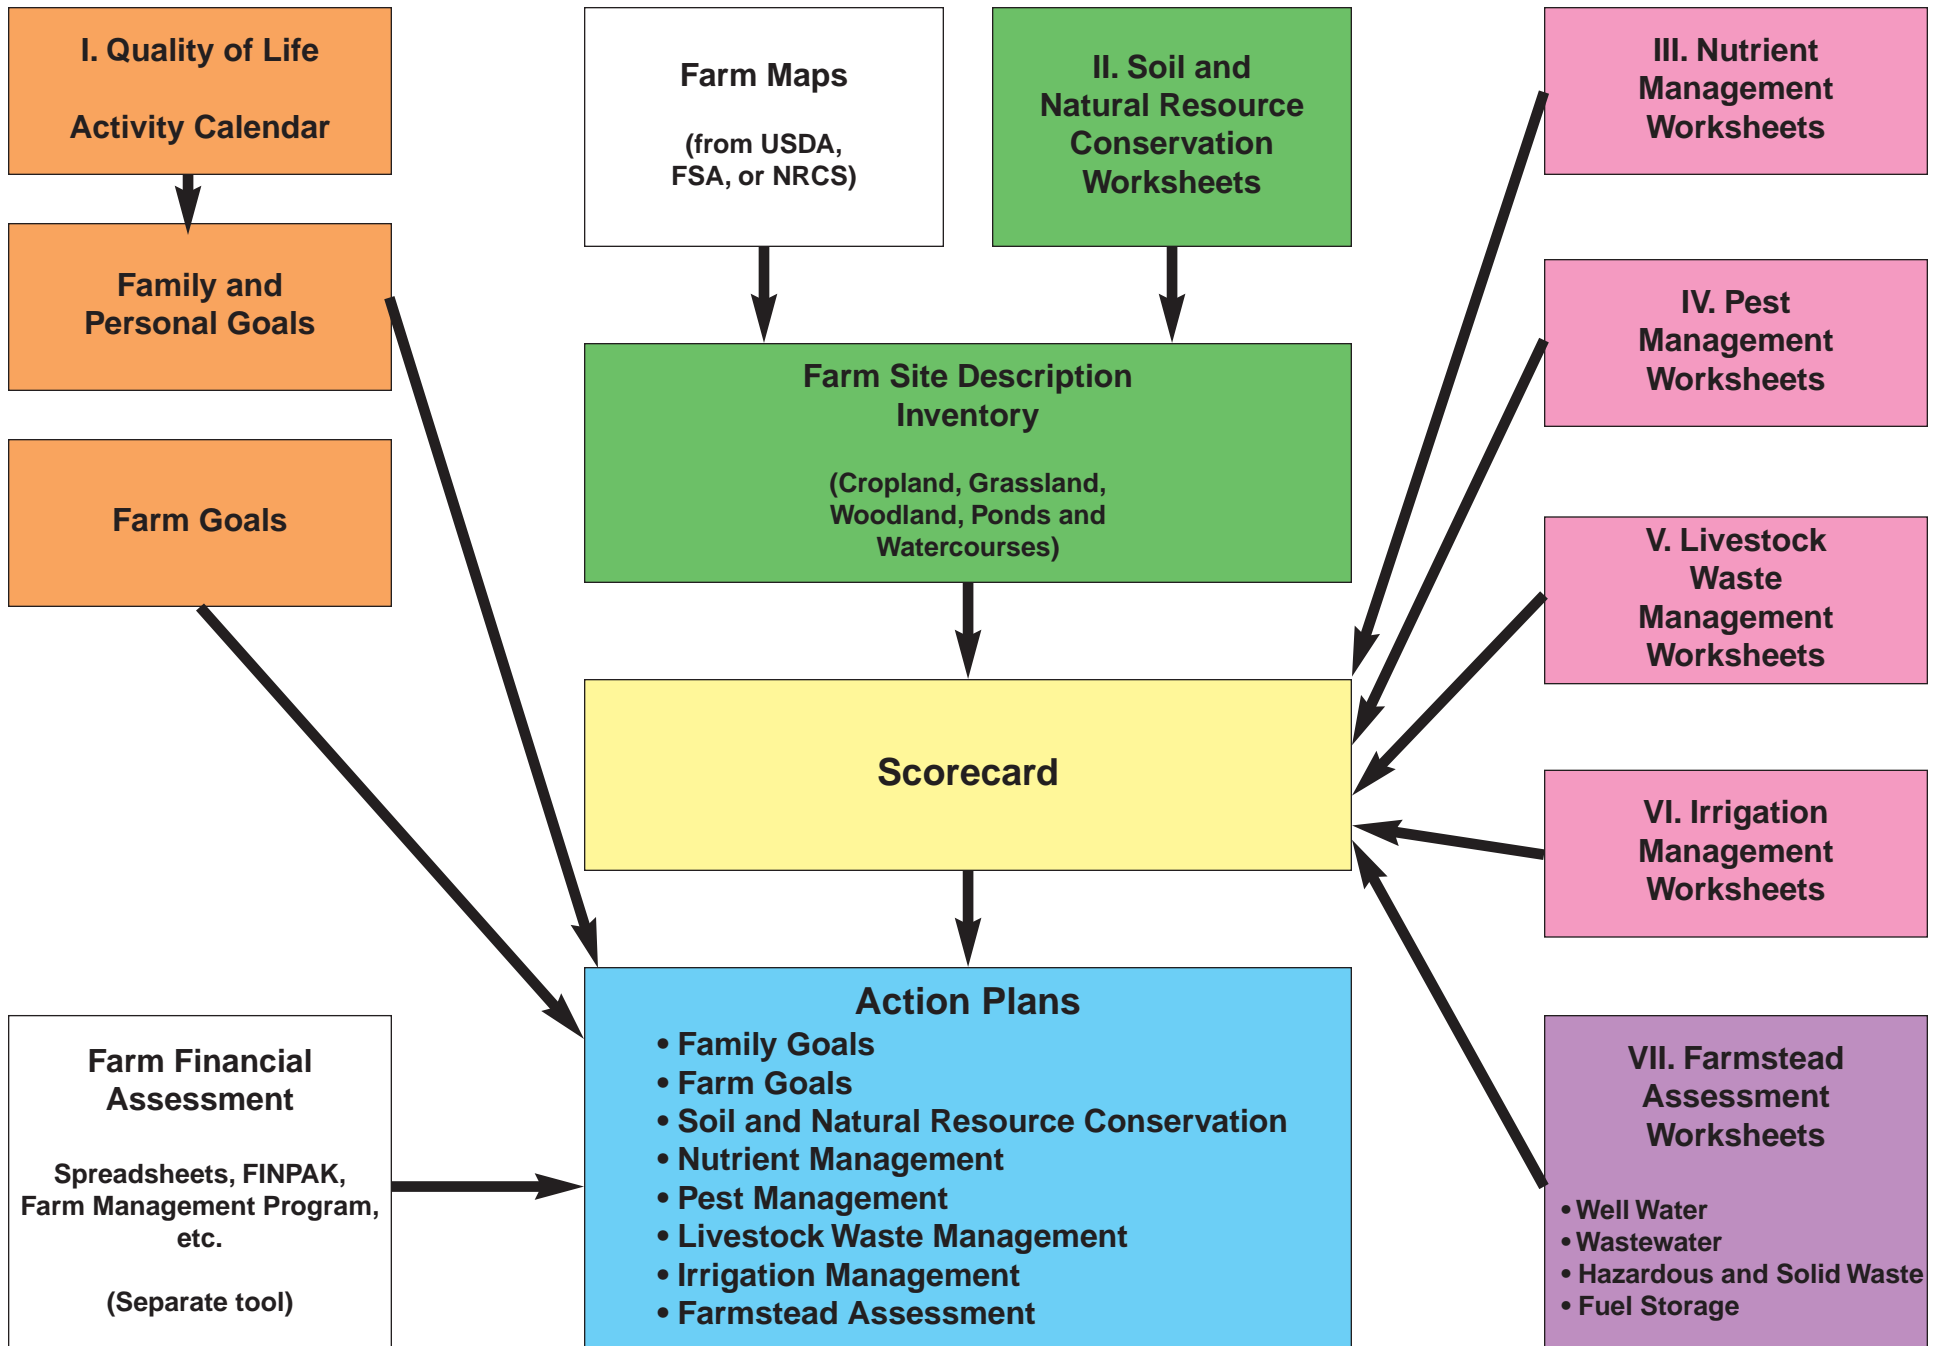 I. Quality of Life
Activity Calendar
Family and
Personal Goals
Farm Goals
Farm Financial
Assessment
Spreadsheets, FINPAK,
Farm Management Program,
etc.
(Separate tool)
Farm Maps
(from USDA,
FSA, or NRCS)
II. Soil and
Natural Resource
Conservation
Worksheets
Farm Site Description
Inventory
(Cropland, Grassland,
Woodland, Ponds and
Watercourses)
Scorecard
Action Plans
• Family Goals
• Farm Goals
• Soil and Natural Resource Conservation
• Nutrient Management
• Pest Management
• Livestock Waste Management
• Irrigation Management
• Farmstead Assessment
III. Nutrient
Management
Worksheets
IV. Pest
Management
Worksheets
V. Livestock
Waste
Management
Worksheets
VI. Irrigation
Management
Worksheets
VII. Farmstead
Assessment
Worksheets
• Well Water
• Wastewater
• Hazardous and Solid Waste
• Fuel Storage